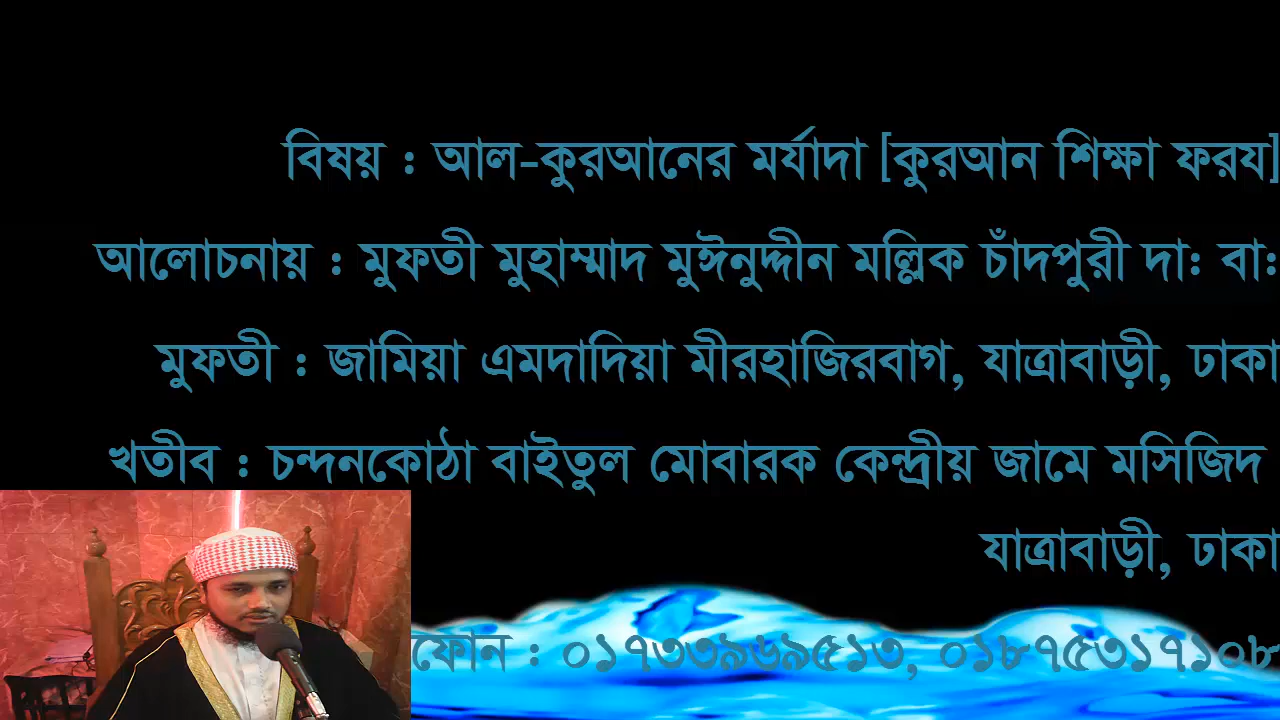 বিষয় : আল-কুরআনের মর্যাদা [কুরআন শিক্ষা ফরয]
আলোচনায় : মুফতী মুহাম্মাদ মুঈনুদ্দীন মল্লিক চাঁদপুরী দা: বা:
মুফতী : জামিয়া এমদাদিয়া মীরহাজিরবাগ, যাত্রাবাড়ী, ঢাকা
খতীব : চন্দনকোঠা বাইতুল মোবারক কেন্দ্রীয় জামে মসিজিদ
যাত্রাবাড়ী, ঢাকা
ফোন : ০১৭৩৩৯৬৯৫১৩, ০১৮৭৫৩১৭১০৮